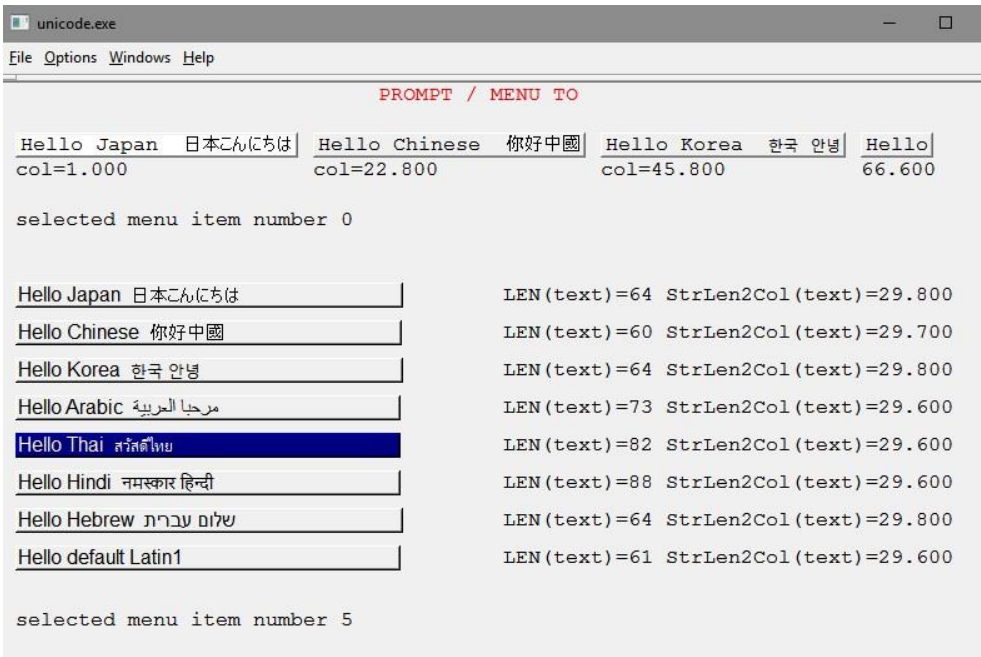 unicode.exe
File Options Windows Help
PROMPT / MENU TO
Hello Japan 日本こんにちは Hello Chinese 你好中國 Hello Korea 한국 안녕 Hello
col=1.000 col=22.800 col=45.800 66.600
selected menu item number 0
Hello Japan 日本こんにちは LEN(text)=64 StrLen2Col(text)=29.800
Hello Chinese 你好中國 LEN(text)=60 StrLen2Col(text)=29.700
Hello Korea 한국 안녕 LEN(text)=64 StrLen2Col(text)=29.800
Hello Arabic مرحبا العربية LEN(text)=73 StrLen2Col(text)=29.600
Hello Thai สวัสดีไทย LEN(text)=82 StrLen2Col(text)=29.600
Hello Hindi नमस्कार हिन्दी LEN(text)=88 StrLen2Col(text)=29.600
Hello Hebrew שלום עברית LEN(text)=64 StrLen2Col(text)=29.800
Hello default Latin1 LEN(text)=61 StrLen2Col(text)=29.600
selected menu item number 5